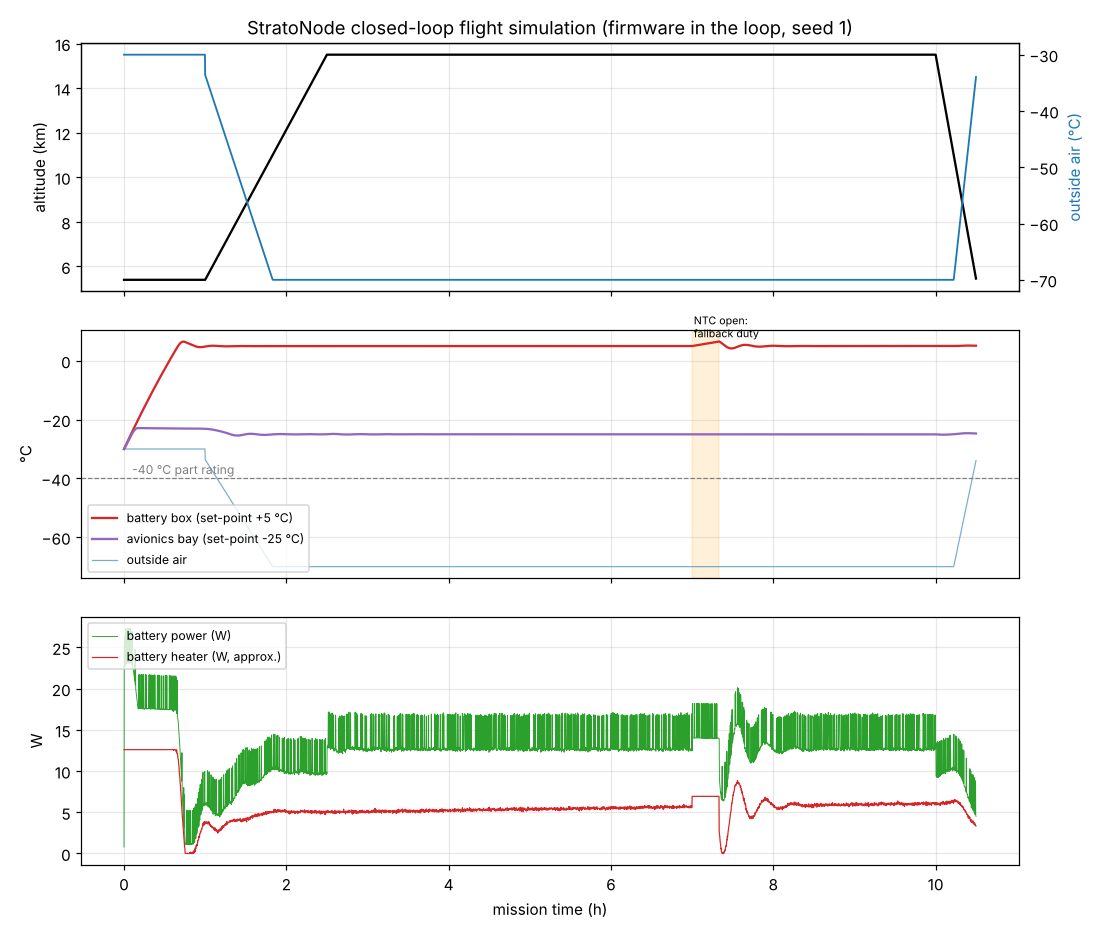 StratoNode closed-loop flight simulation (firmware in the loop, seed 1)
16
14
12
10
8
6
altitude (km)
−30
−40
−50
−60
−70
outside air (°C)
NTC open:
fallback duty
0
−20
−40
−60
°C
-40 °C part rating
battery box (set-point +5 °C)
avionics bay (set-point -25 °C)
outside air
25
20
15
10
5
0
W
battery power (W)
battery heater (W, approx.)
0
2
4
6
8
10
mission time (h)